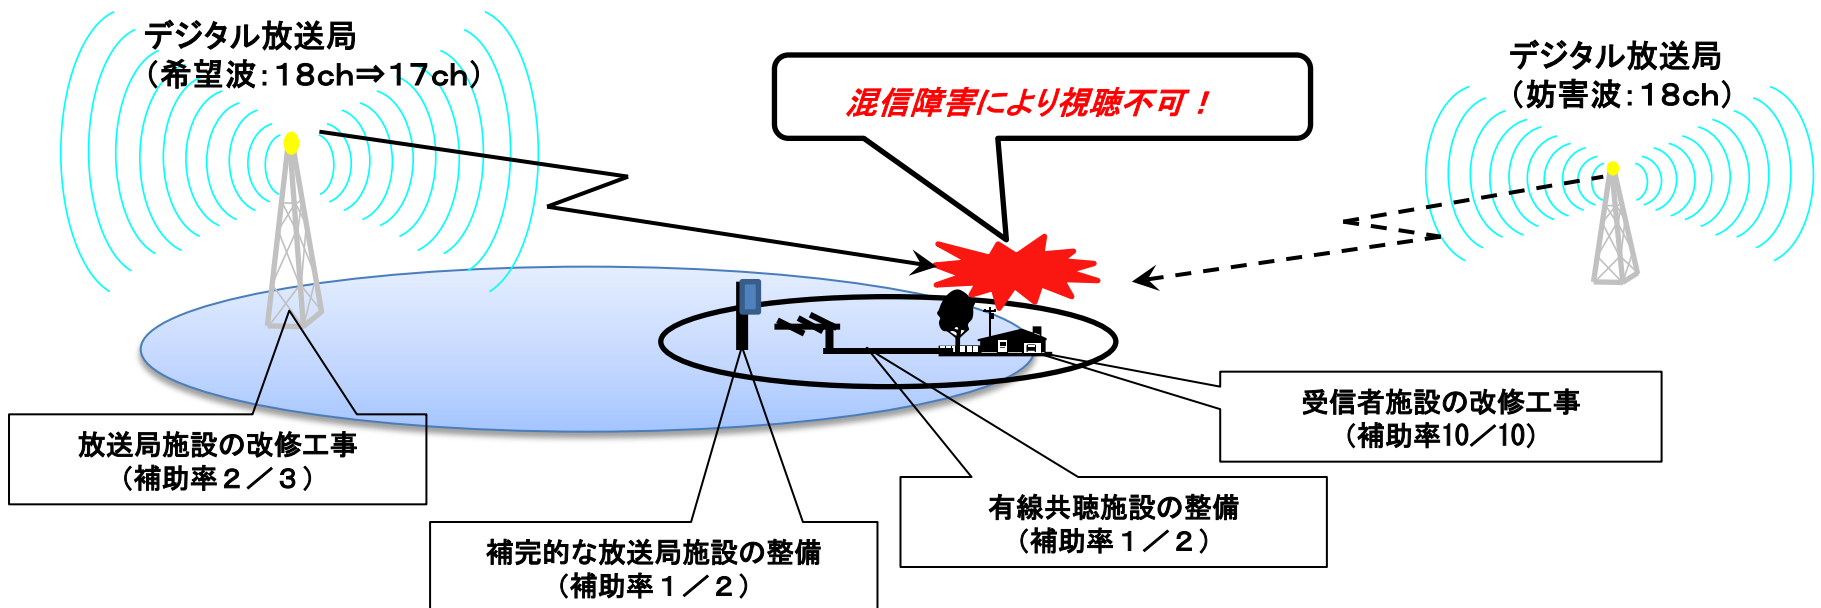 デジタル放送局
（希望波：18ch⇒17ch）
混信障害により視聴不可！
デジタル放送局
（妨害波：18ch）
放送局施設の改修工事
（補助率２／３）
補完的な放送局施設の整備
（補助率１／２）
有線共聴施設の整備
（補助率１／２）
受信者施設の改修工事
（補助率10／10）